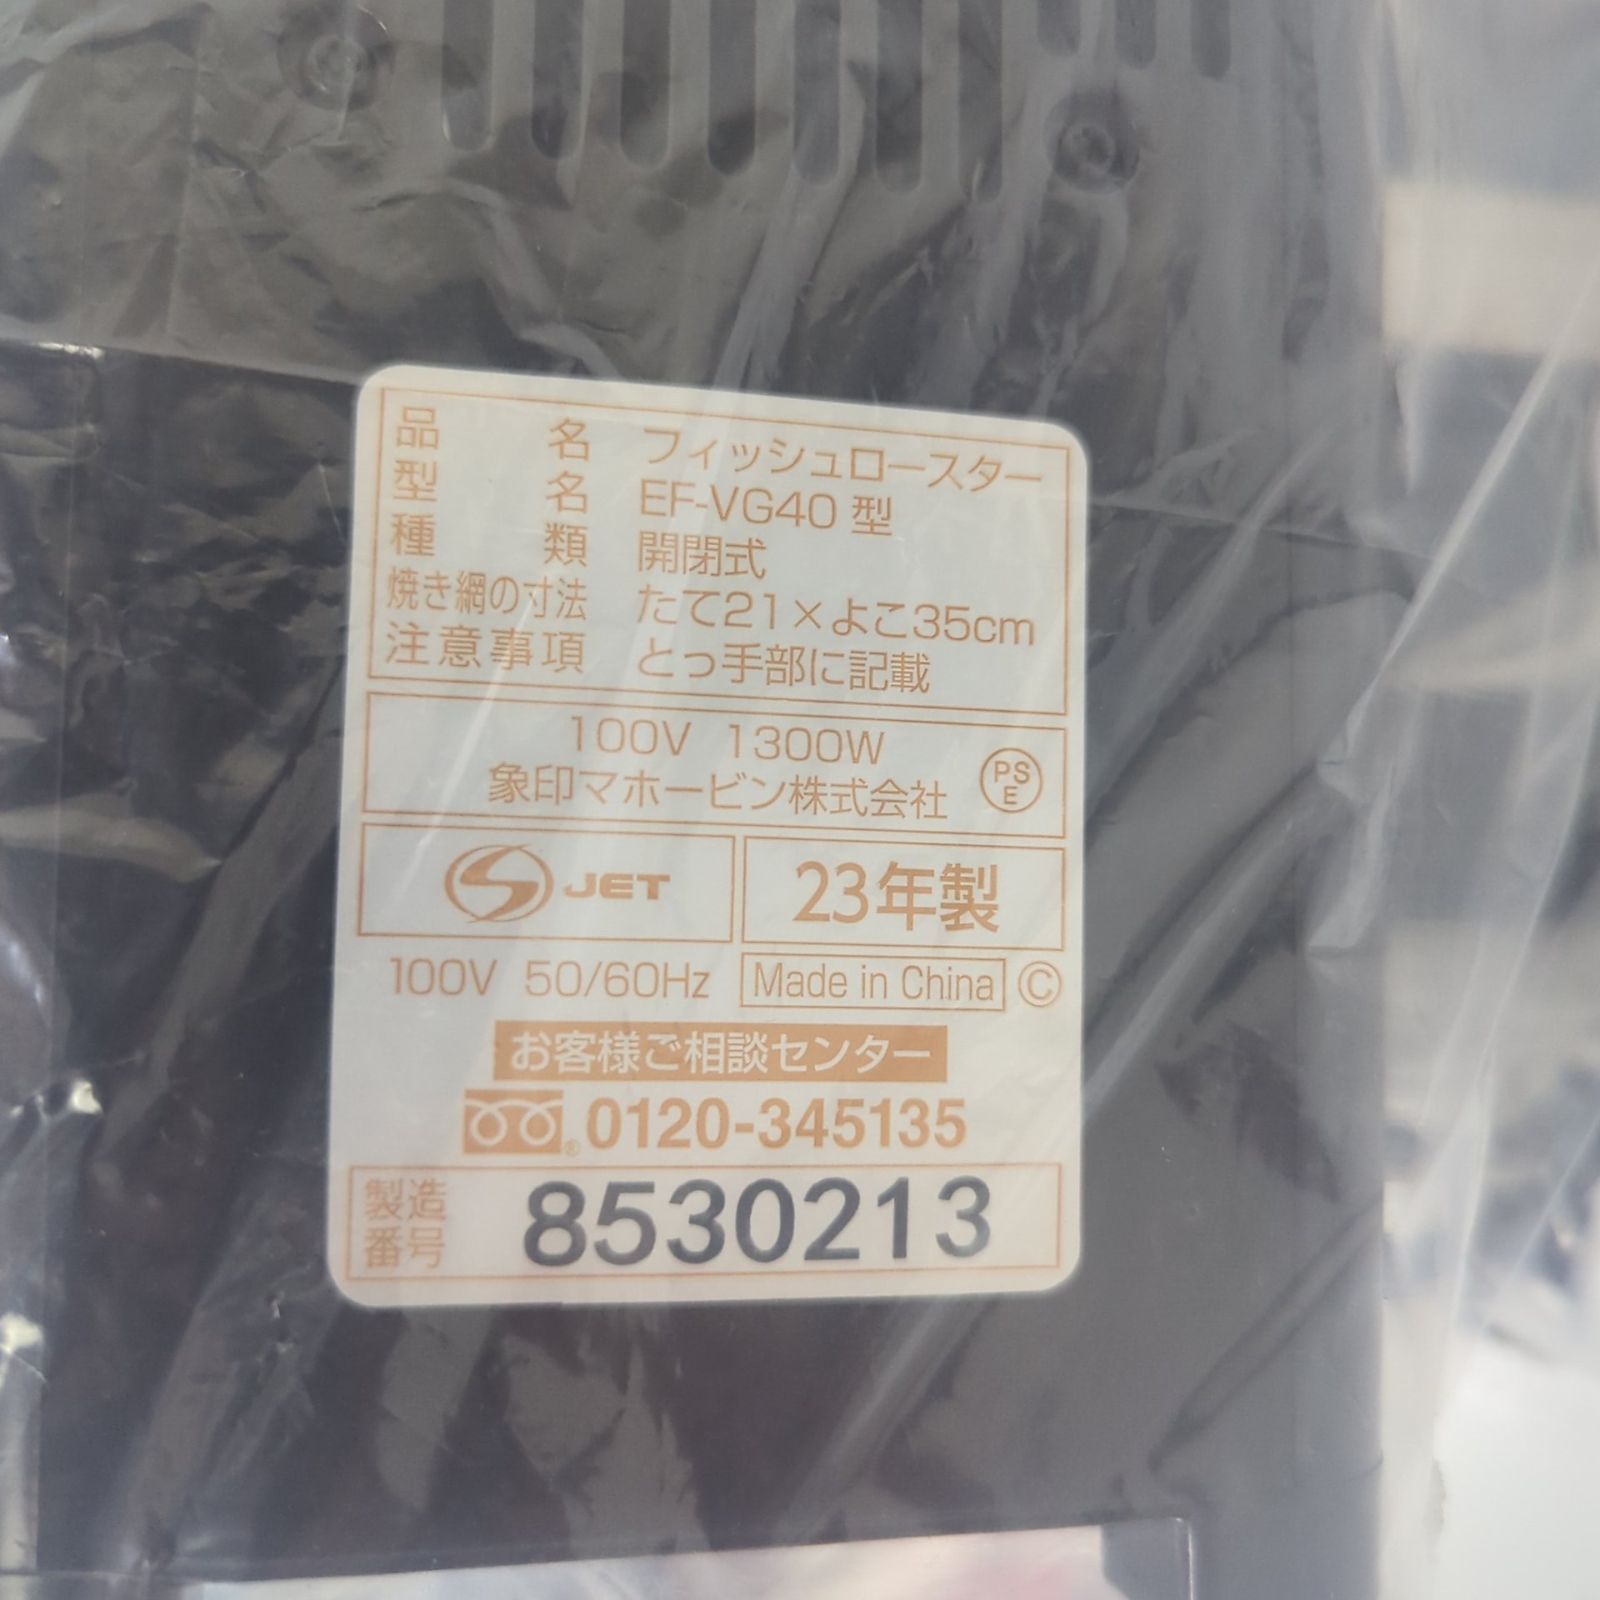 品名 フィッシュロースター
型名 EF-VG40 型
種類 開閉式
焼き網の寸法 たて21×よこ35cm
注意事項 とっ手部に記載
100V 1300W
象印マホービン株式会社
PS
E
S JET
23年製
100V 50/60Hz Made in China ©
お客様ご相談センター
® 0120-345135
製造
番号 8530213